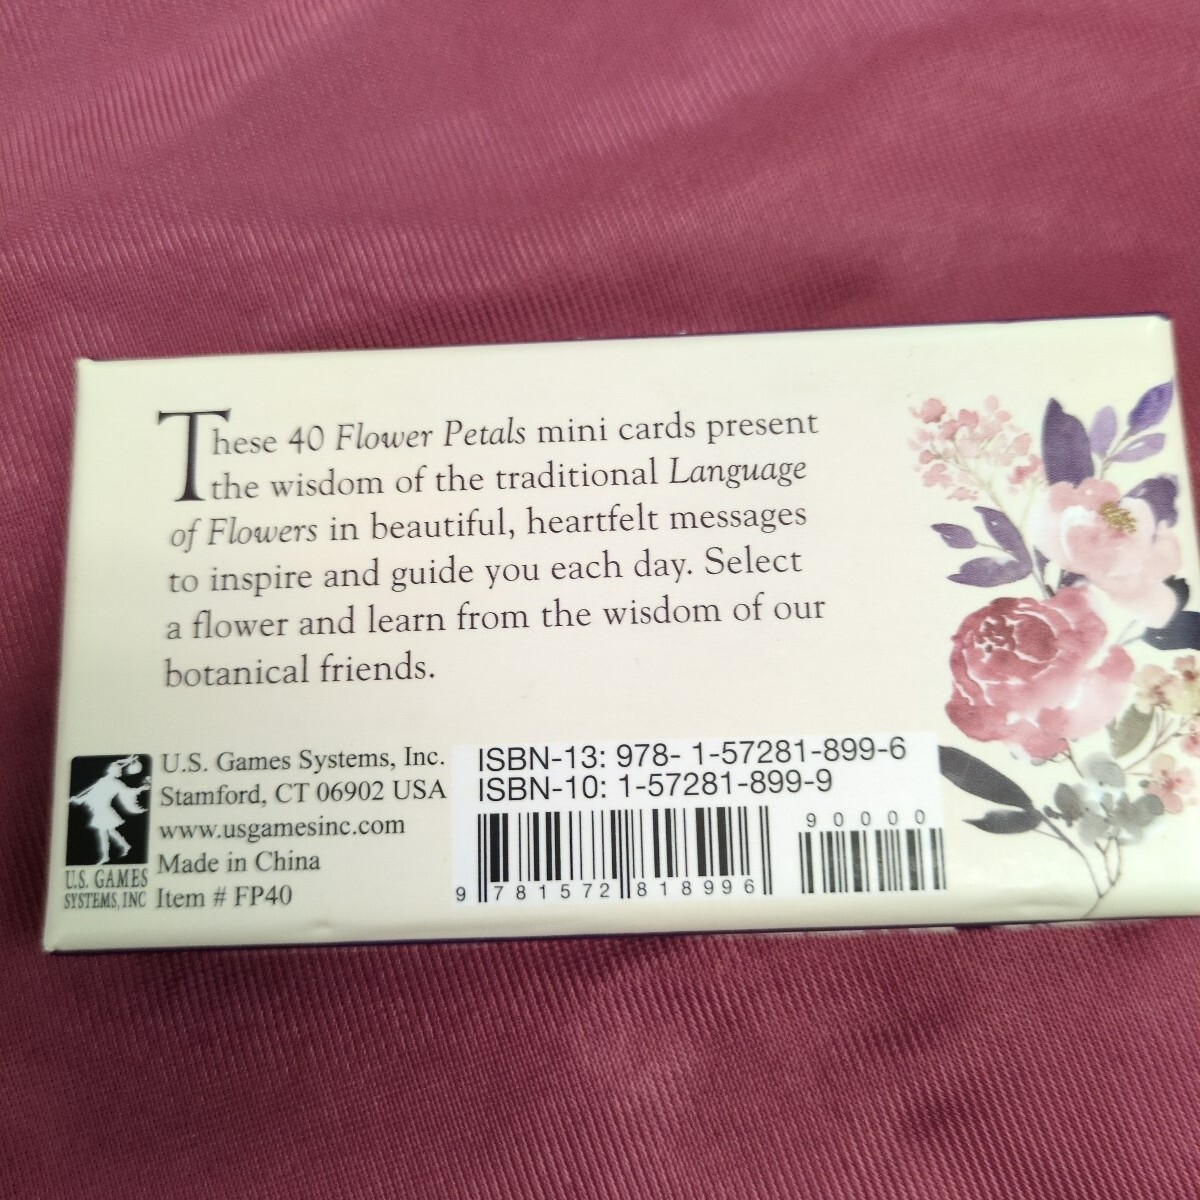 These 40 Flower Petals mini cards present
the wisdom of the traditional Language
of Flowers in beautiful, heartfelt messages
to inspire and guide you each day. Select
a flower and learn from the wisdom of our
botanical friends.
U.S. GAMES
SYSTEMS, INC
U.S. Games Systems, Inc.
Stamford, CT 06902 USA
www.usgamesinc.com
Made in China
Item # FP40
ISBN-13: 978- 1-57281-899-6
ISBN-10: 1-57281-899-9
90000
9 781572 818996